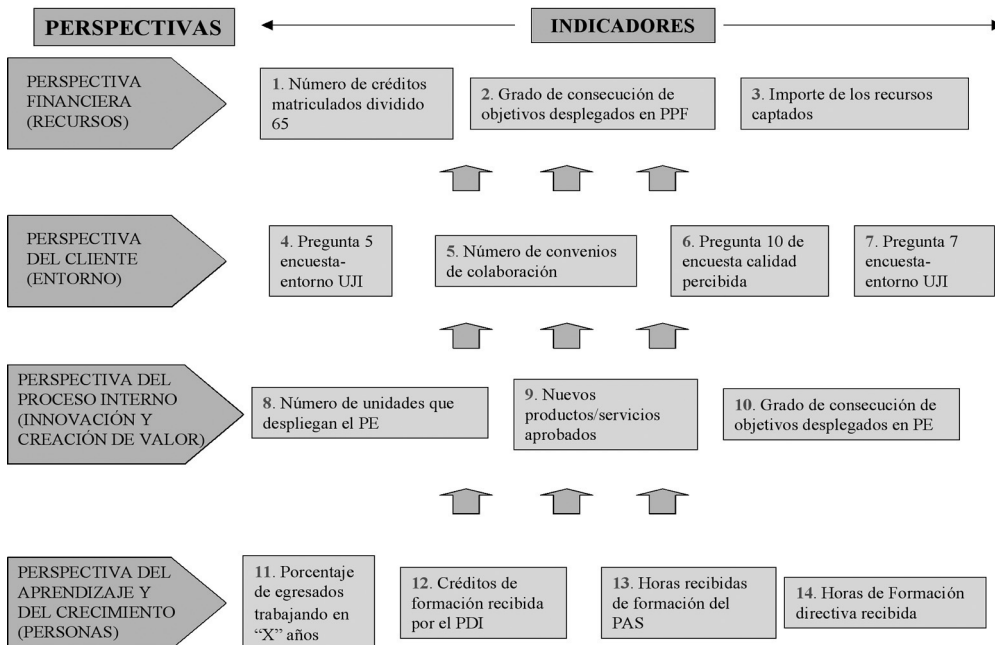 PERSPECTIVAS
INDICADORES
PERSPECTIVA
FINANCIERA
(RECURSOS)
1. Número de créditos
matriculados dividido
65
2. Grado de consecución de
objetivos desplegados en PPF
3. Importe de los recursos
captados
PERSPECTIVA
DEL CLIENTE
(ENTORNO)
4. Pregunta 5
encuesta-
entorno UJI
5. Número de convenios
de colaboración
6. Pregunta 10 de
encuesta calidad
percibida
7. Pregunta 7
encuesta-
entorno UJI
PERSPECTIVA DEL
PROCESO INTERNO
(INNOVACIÓN Y
CREACIÓN DE VALOR)
8. Número de unidades que
despliegan el PE
9. Nuevos
productos/servicios
aprobados
10. Grado de consecución de
objetivos desplegados en PE
PERSPECTIVA DEL
APRENDIZAJE Y
DEL CRECIMIENTO
(PERSONAS)
11. Porcentaje
de egresados
trabajando en
“X” años
12. Créditos de
formación recibida
por el PDI
13. Horas recibidas
de formación del
PAS
14. Horas de Formación
directiva recibida